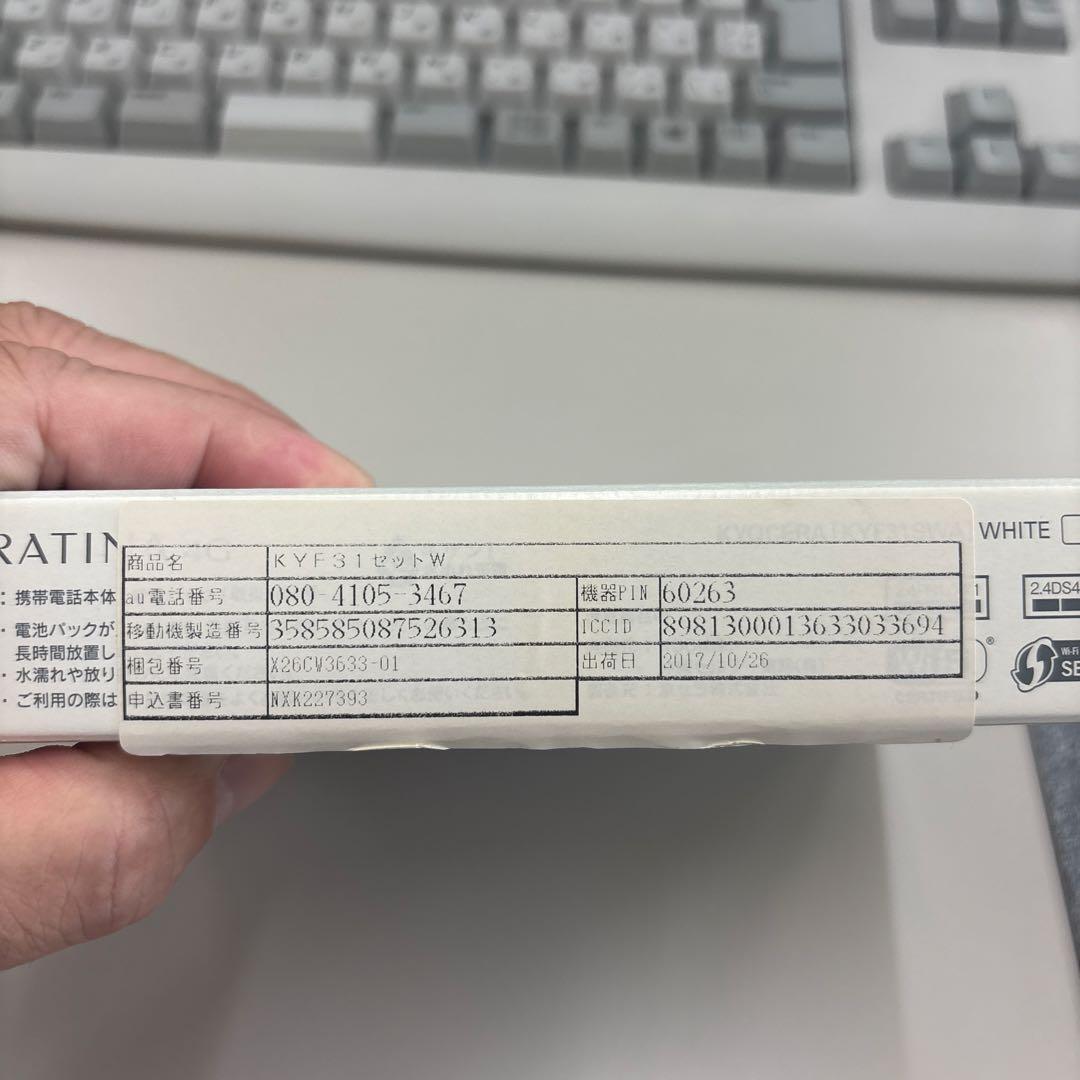 RATIN
商品名 KYF31セットW
WHITE
: 携帯電話本体
au電話番号 080-4105-3467 機器PIN 60263
2.4DS4
・電池パックが
移動機製造番号 358585087526313 ICCID 8981300013633033694
長時間放置し
梱包番号 X26CW3633-01 出荷日 2017/10/26
・水濡れや放り
・ご利用の際は
申込書番号 NXK227393
Wi-Fi
SE